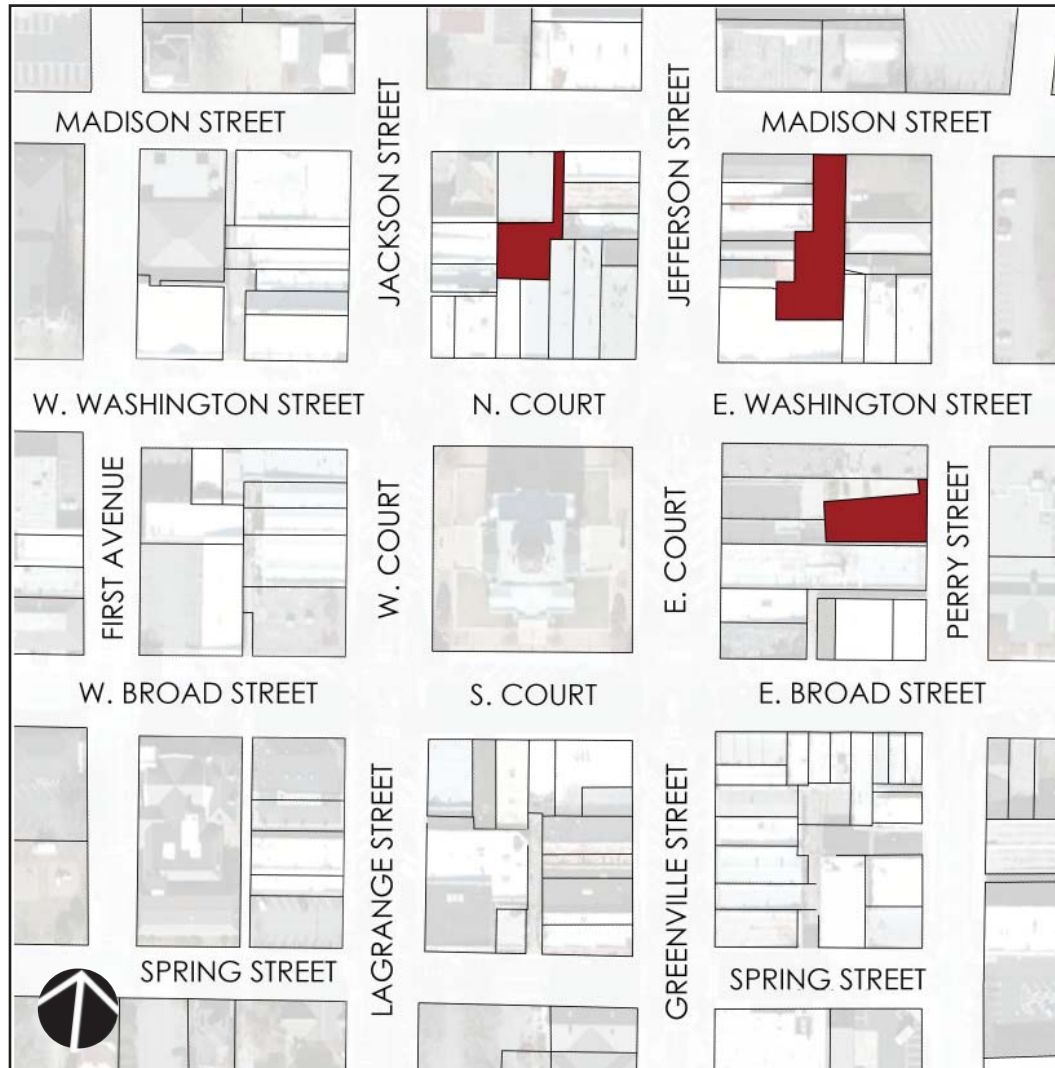 MADISON STREET
MADISON STREET
JACKSON STREET
JEFFERSON STREET
W. WASHINGTON STREET
N. COURT
E. WASHINGTON STREET
FIRST AVENUE
W. COURT
E. COURT
PERRY STREET
W. BROAD STREET
S. COURT
E. BROAD STREET
LAGRANGE STREET
GREENVILLE STREET
SPRING STREET
SPRING STREET